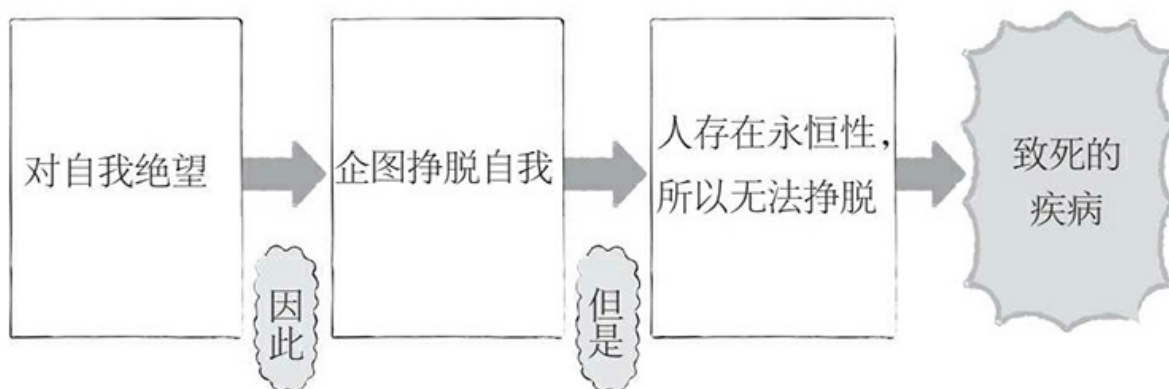 对自我绝望
因此
企图挣脱自我
但是
人存在永恒性，
所以无法挣脱
致死的
疾病